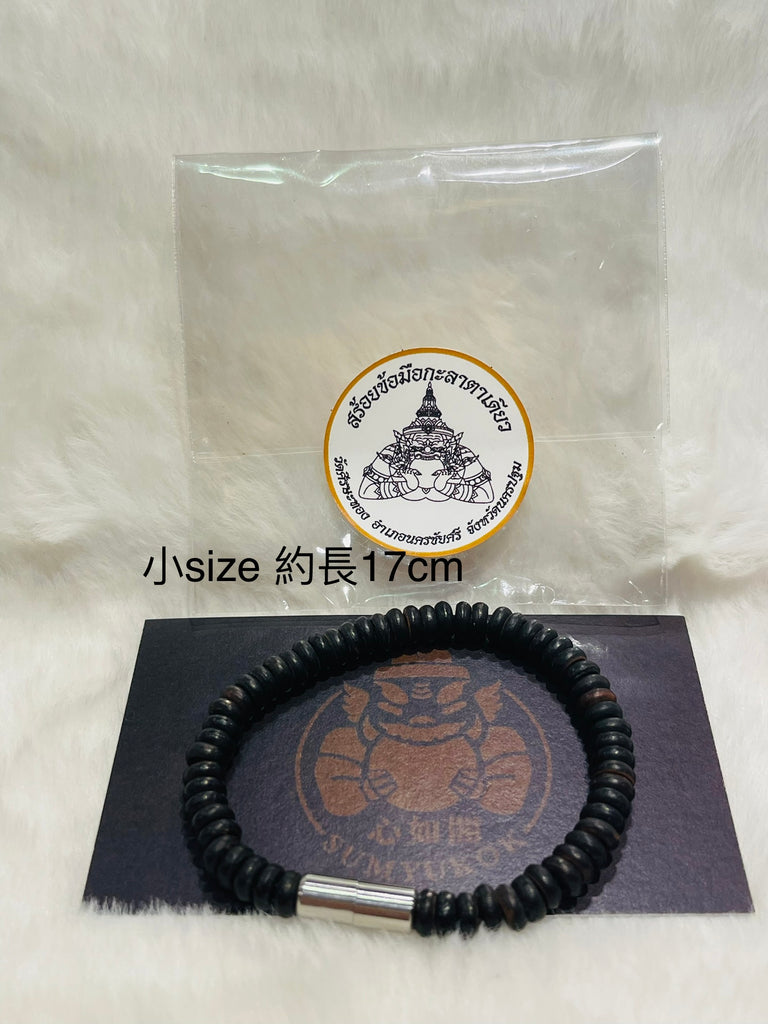 สร้อยข้อมือกะลาตาเดียว
วัดศีรษะทอง อำเภอนครชัยศรี จังหวัดนครปฐม
小size 約長17cm
SUMYUKOK